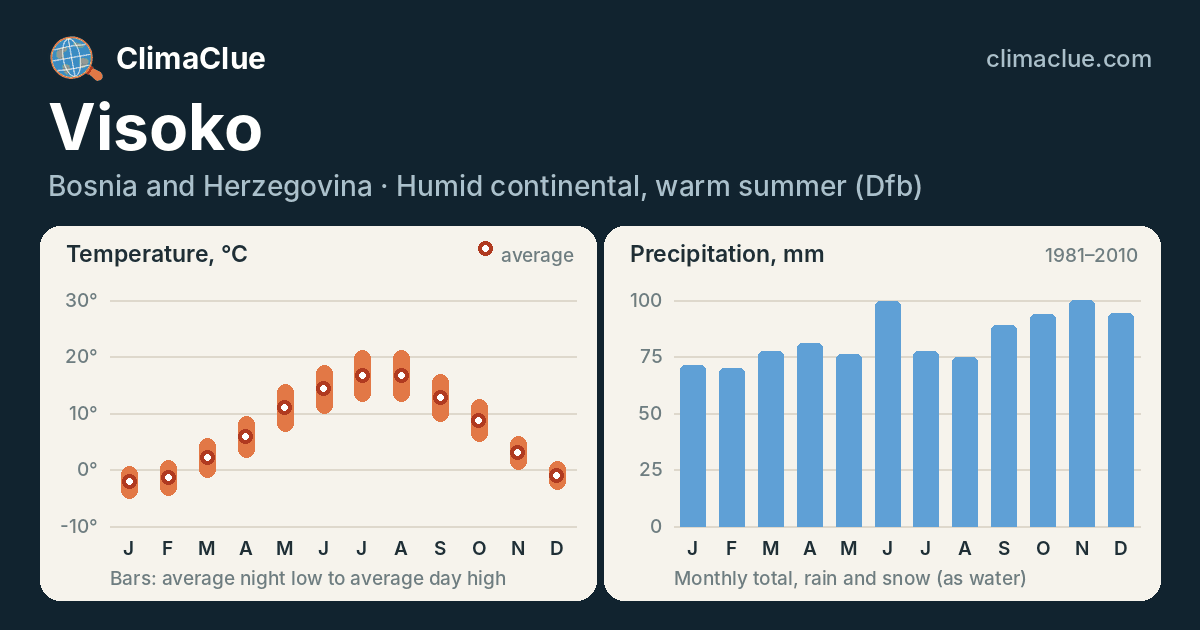 ClimaClue
climaclue.com
Visoko
Bosnia and Herzegovina · Humid continental, warm summer (Dfb)
Temperature, °C
average
30°
20°
10°
0°
-10°
J F M A M J J A S O N D
Bars: average night low to average day high
Precipitation, mm
1981–2010
100
75
50
25
0
J F M A M J J A S O N D
Monthly total, rain and snow (as water)